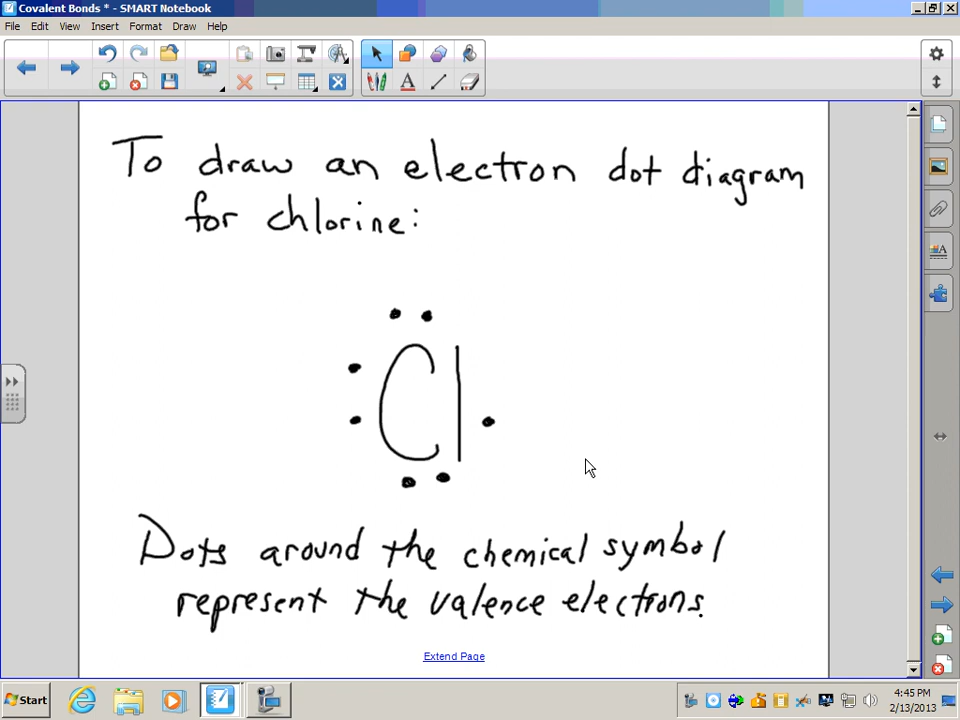 Covalent Bonds * - SMART Notebook
File Edit View Insert Format Draw Help
To draw an electron dot diagram
for chlorine:
Cl
Dots around the chemical symbol
represent the valence electrons.
Extend Page
Start
4:45 PM
2/13/2013